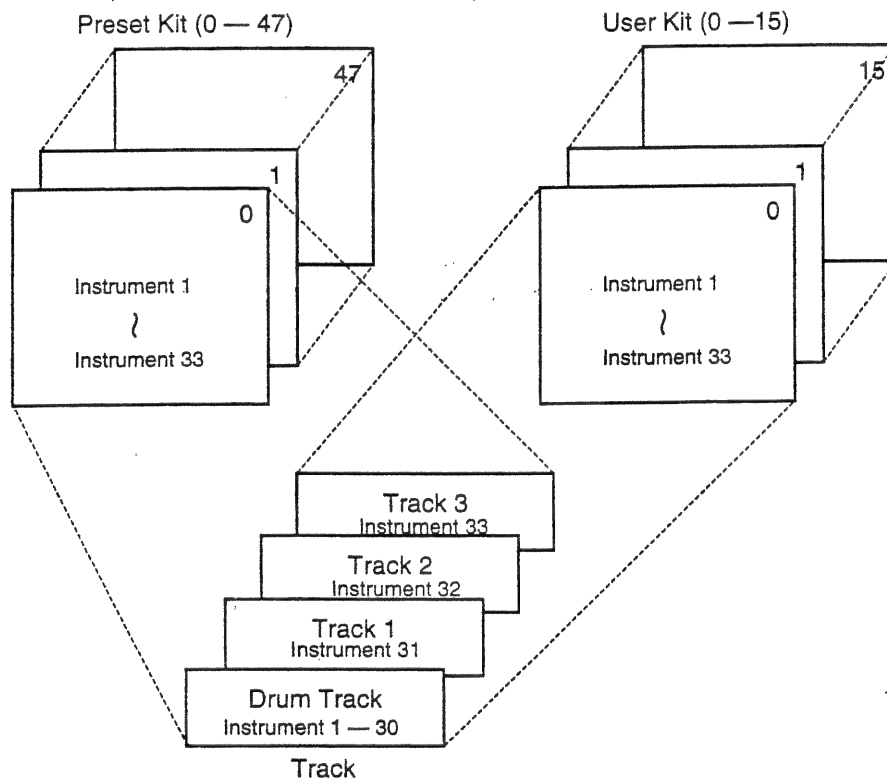 Preset Kit (0 — 47)
User Kit (0 —15)
47
1
0
Instrument 1
~
Instrument 33
15
1
0
Instrument 1
~
Instrument 33
Track 3
Instrument 33
Track 2
Instrument 32
Track 1
Instrument 31
Drum Track
Instrument 1 — 30
Track